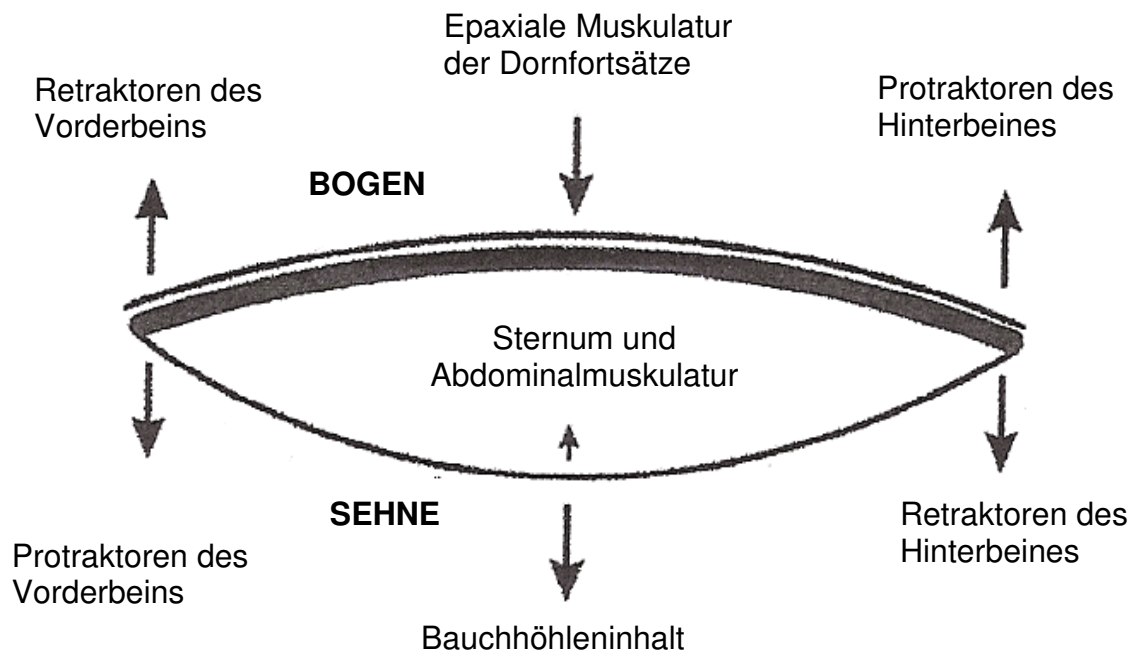 Epaxiale Muskulatur
der Dornfortsätze
Retraktoren des
Vorderbeins
Protraktoren des
Hinterbeines
BOGEN
Sternum und
Abdominalmuskulatur
SEHNE
Retraktoren des
Hinterbeines
Protraktoren des
Vorderbeins
Bauchhöhleninhalt